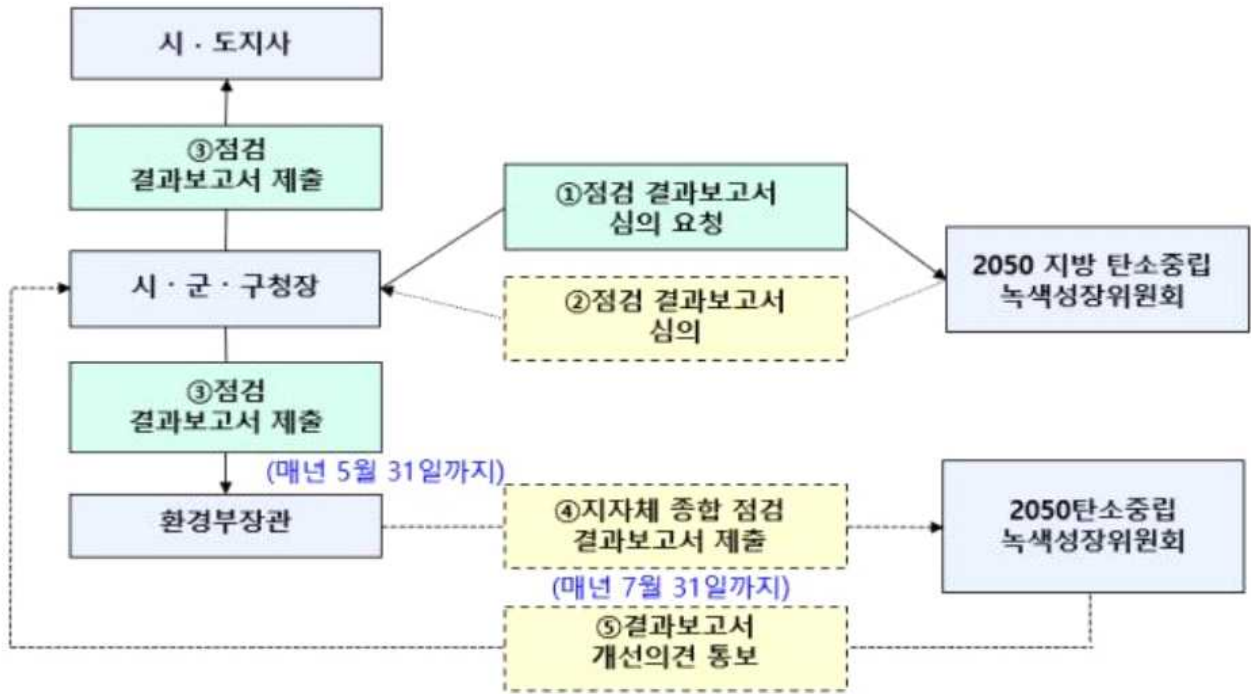 시 · 도지사
③점검
결과보고서 제출
①점검 결과보고서
심의 요청
시 · 군 · 구청장
2050 지방 탄소중립
녹색성장위원회
②점검 결과보고서
심의
③점검
결과보고서 제출
(매년 5월 31일까지)
환경부장관
④지자체 종합 점검
결과보고서 제출
2050탄소중립
녹색성장위원회
(매년 7월 31일까지)
⑤결과보고서
개선의견 통보